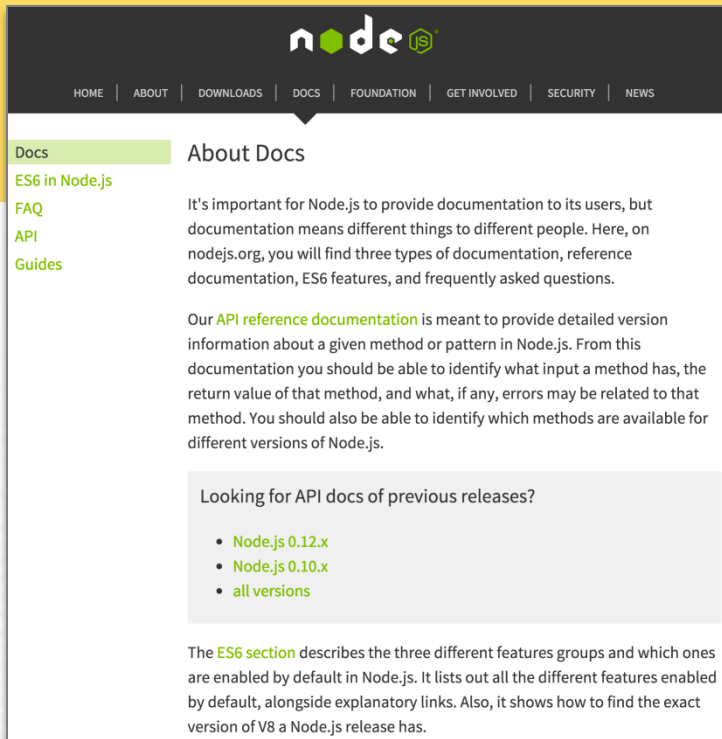 node JS
HOME | ABOUT | DOWNLOADS | DOCS | FOUNDATION | GET INVOLVED | SECURITY | NEWS
Docs
ES6 in Node.js
FAQ
API
Guides
About Docs
It's important for Node.js to provide documentation to its users, but
documentation means different things to different people. Here, on
nodejs.org, you will find three types of documentation, reference
documentation, ES6 features, and frequently asked questions.
Our API reference documentation is meant to provide detailed version
information about a given method or pattern in Node.js. From this
documentation you should be able to identify what input a method has, the
return value of that method, and what, if any, errors may be related to that
method. You should also be able to identify which methods are available for
different versions of Node.js.
Looking for API docs of previous releases?
• Node.js 0.12.x
• Node.js 0.10.x
• all versions
The ES6 section describes the three different features groups and which ones
are enabled by default in Node.js. It lists out all the different features enabled
by default, alongside explanatory links. Also, it shows how to find the exact
version of V8 a Node.js release has.